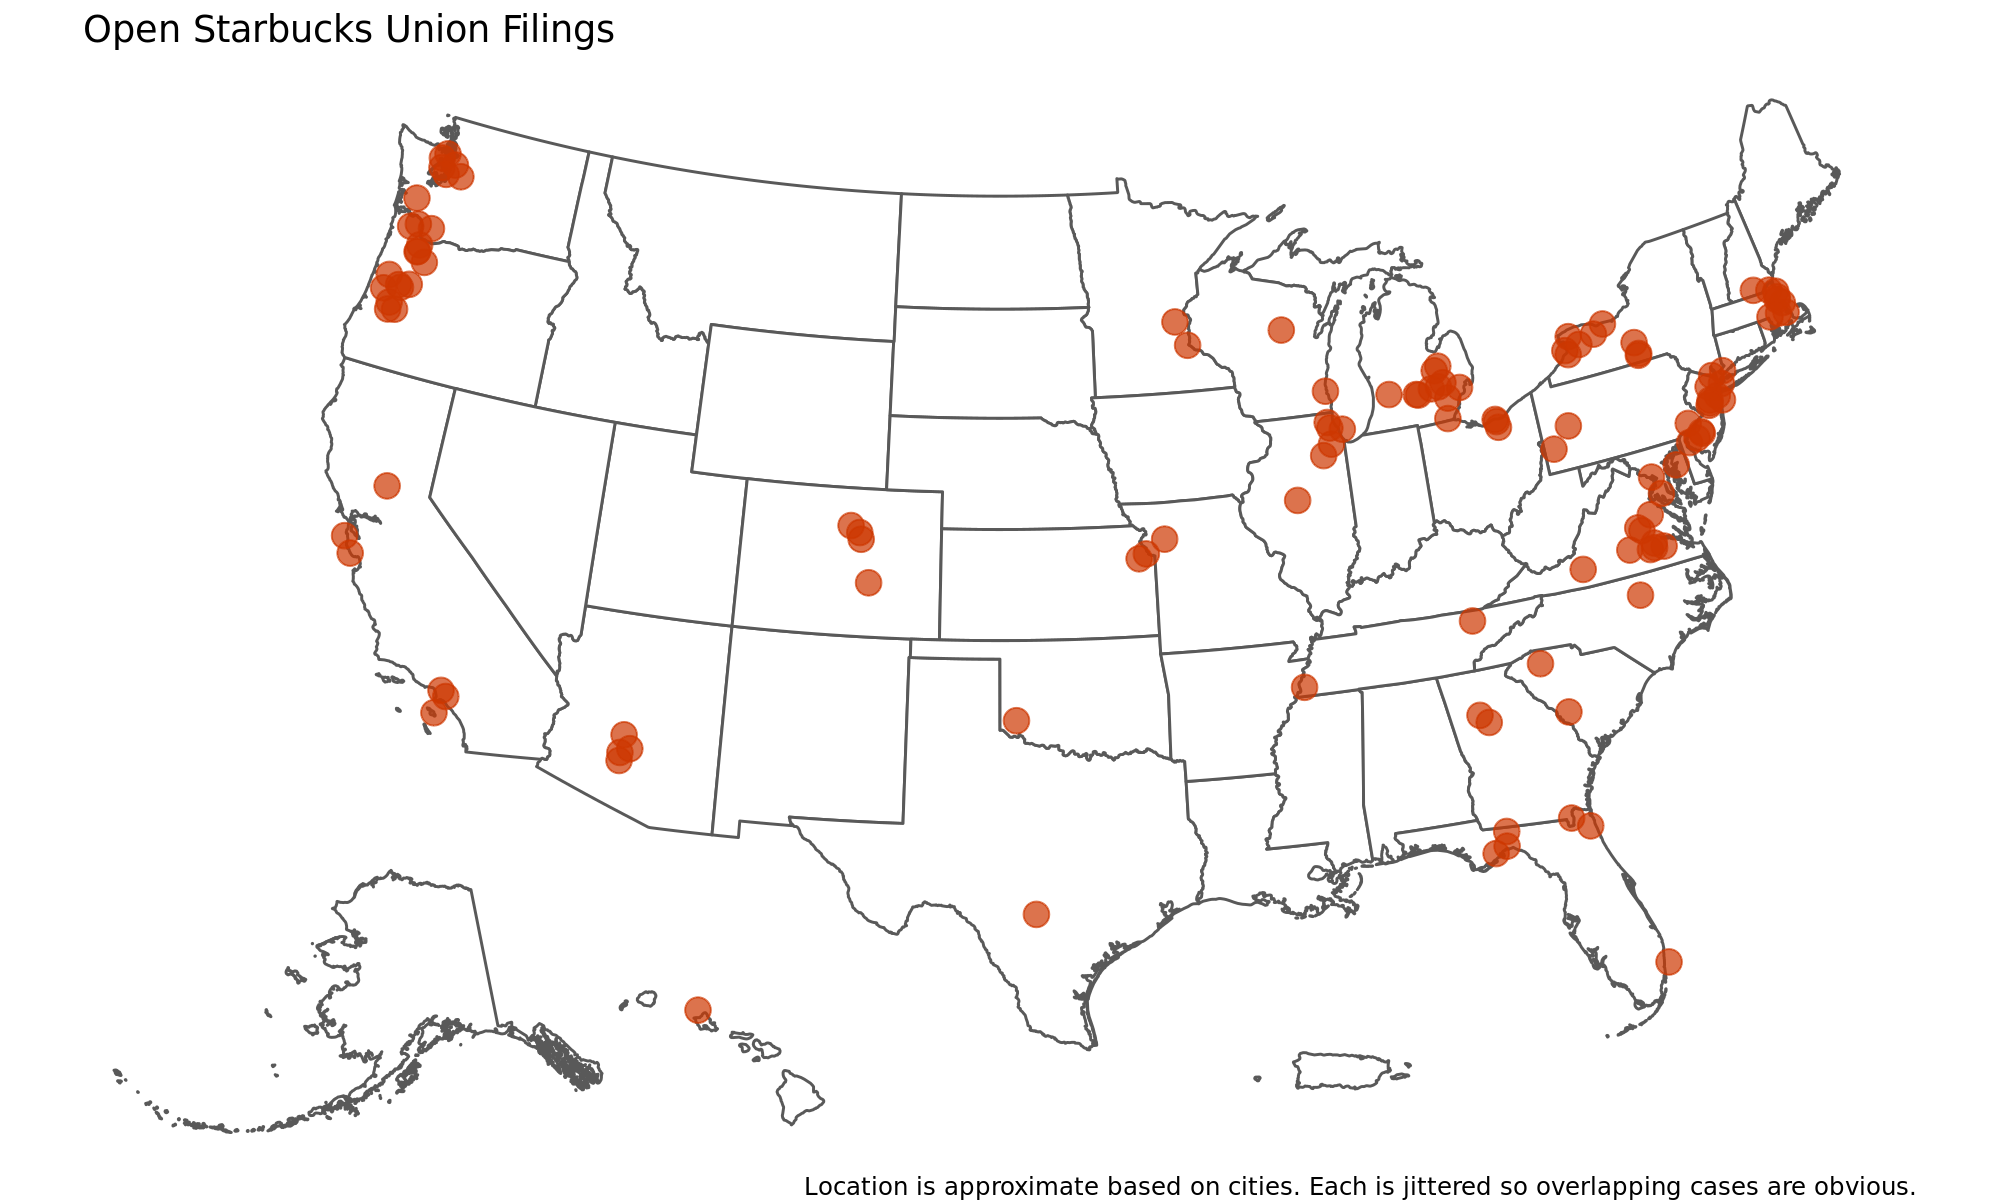 Open Starbucks Union Filings
Location is approximate based on cities. Each is jittered so overlapping cases are obvious.